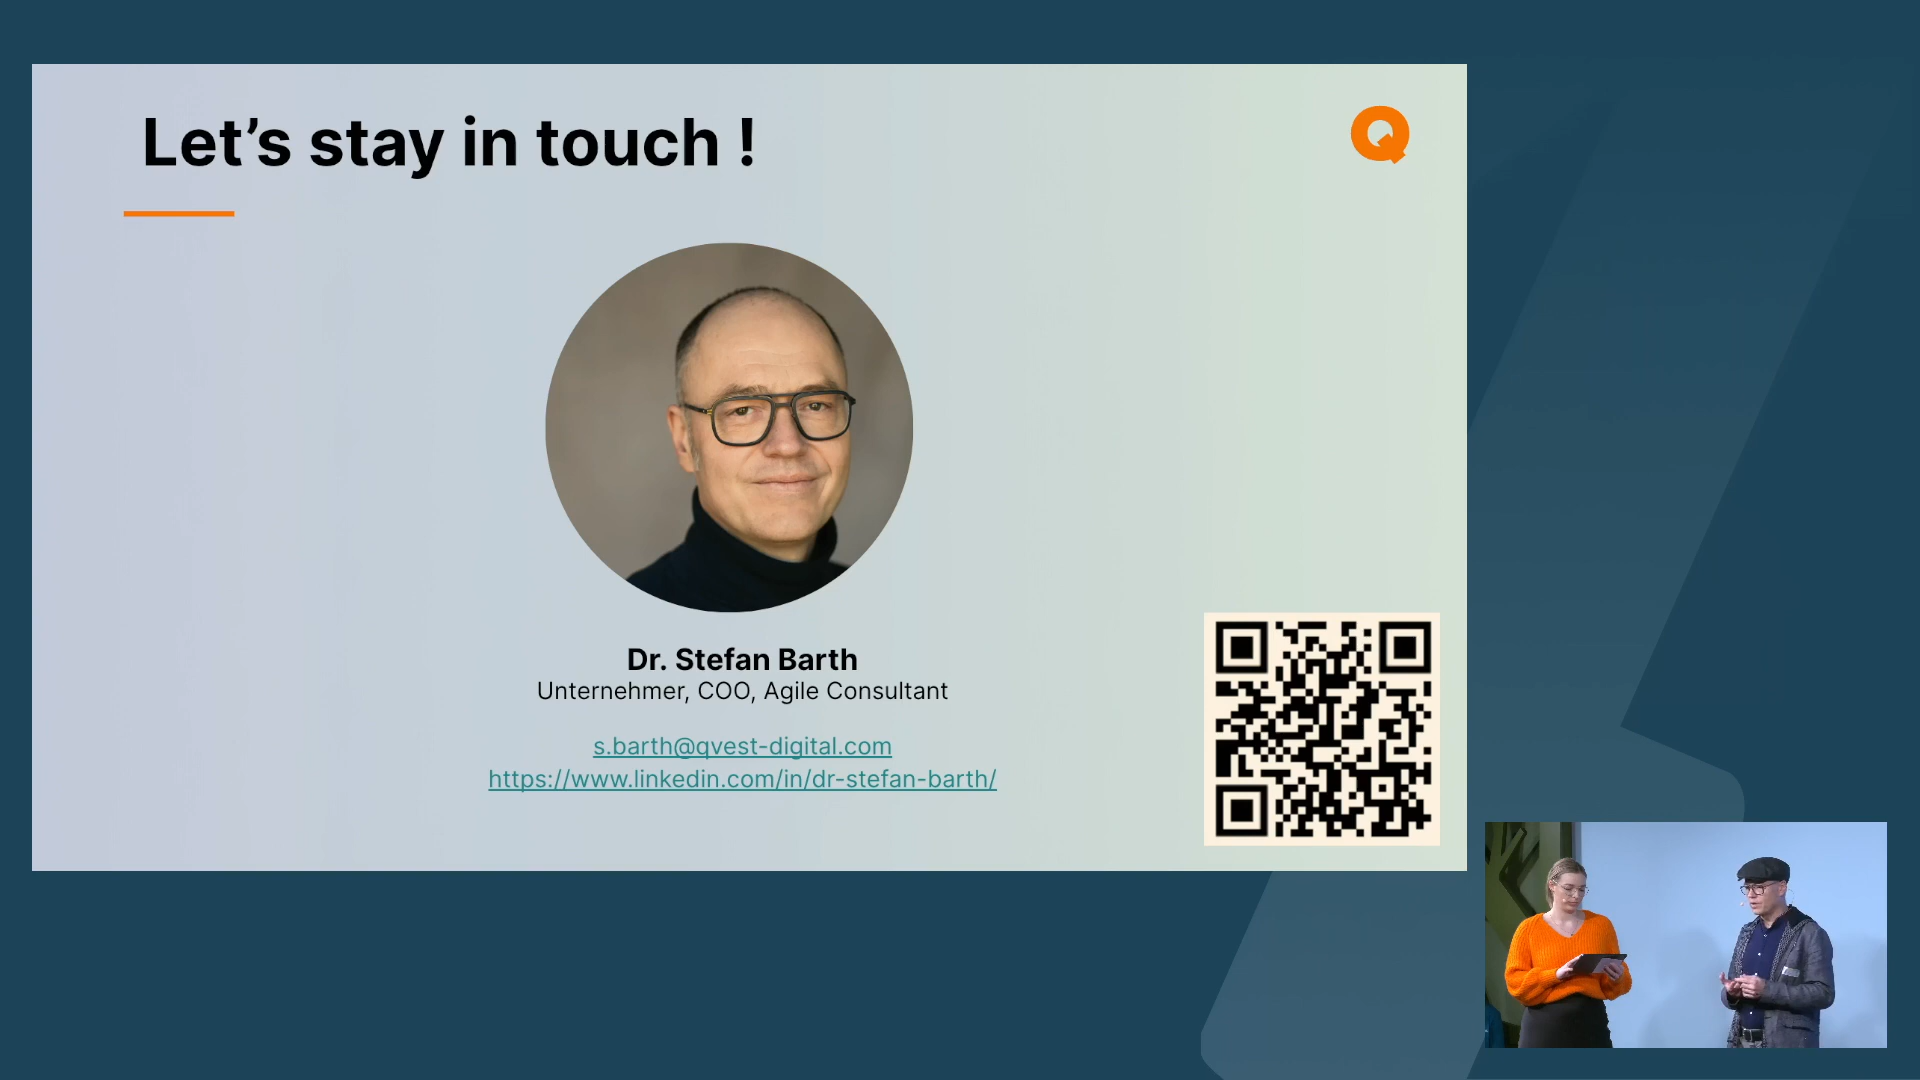 Let’s stay in touch !
Q
Dr. Stefan Barth
Unternehmer, COO, Agile Consultant
s.barth@qvest-digital.com
https://www.linkedin.com/in/dr-stefan-barth/